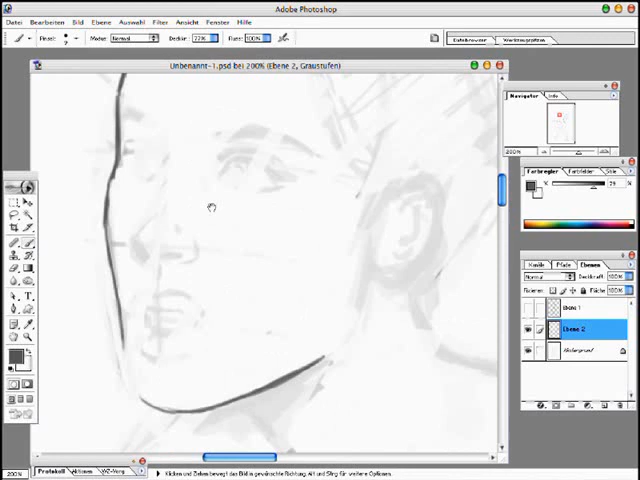 Adobe Photoshop
Datei Bearbeiten Bild Ebene Auswahl Filter Ansicht Fenster Hilfe
Modus: Normal Deckkr: 22% Fluss: 100%
Dateibrowser Werkzeugspitzen
Unbenannt-1.psd bei 200% (Ebene 2, Graustufen)
Navigator Info
200%
Farbregler Farbfelder Stile
K
%
Kanäle Pfade Ebenen
Normal Deckkraft: 100%
Fixieren: Fläche: 100%
Ebene 1
Ebene 2
Hintergrund
200%
Protokoll Aktionen
Klicken und Ziehen bewegt das Bild in gewünschte Richtung. Alt und Strg für weitere Optionen.